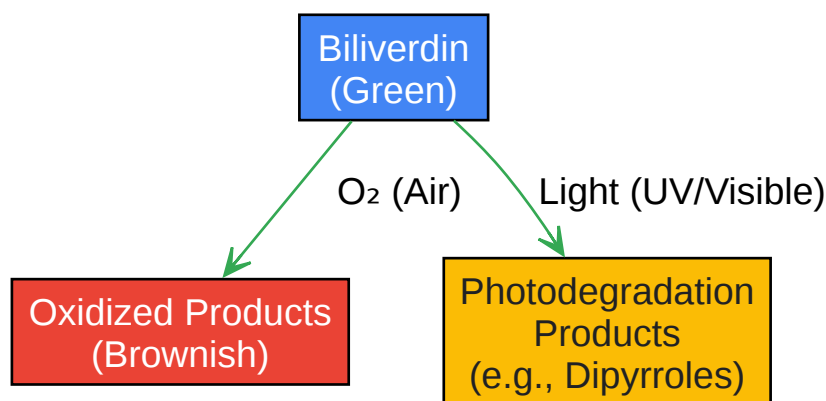 Biliverdin
(Green)
O₂ (Air)
Light (UV/Visible)
Oxidized Products
(Brownish)
Photodegradation
Products
(e.g., Dipyrroles)